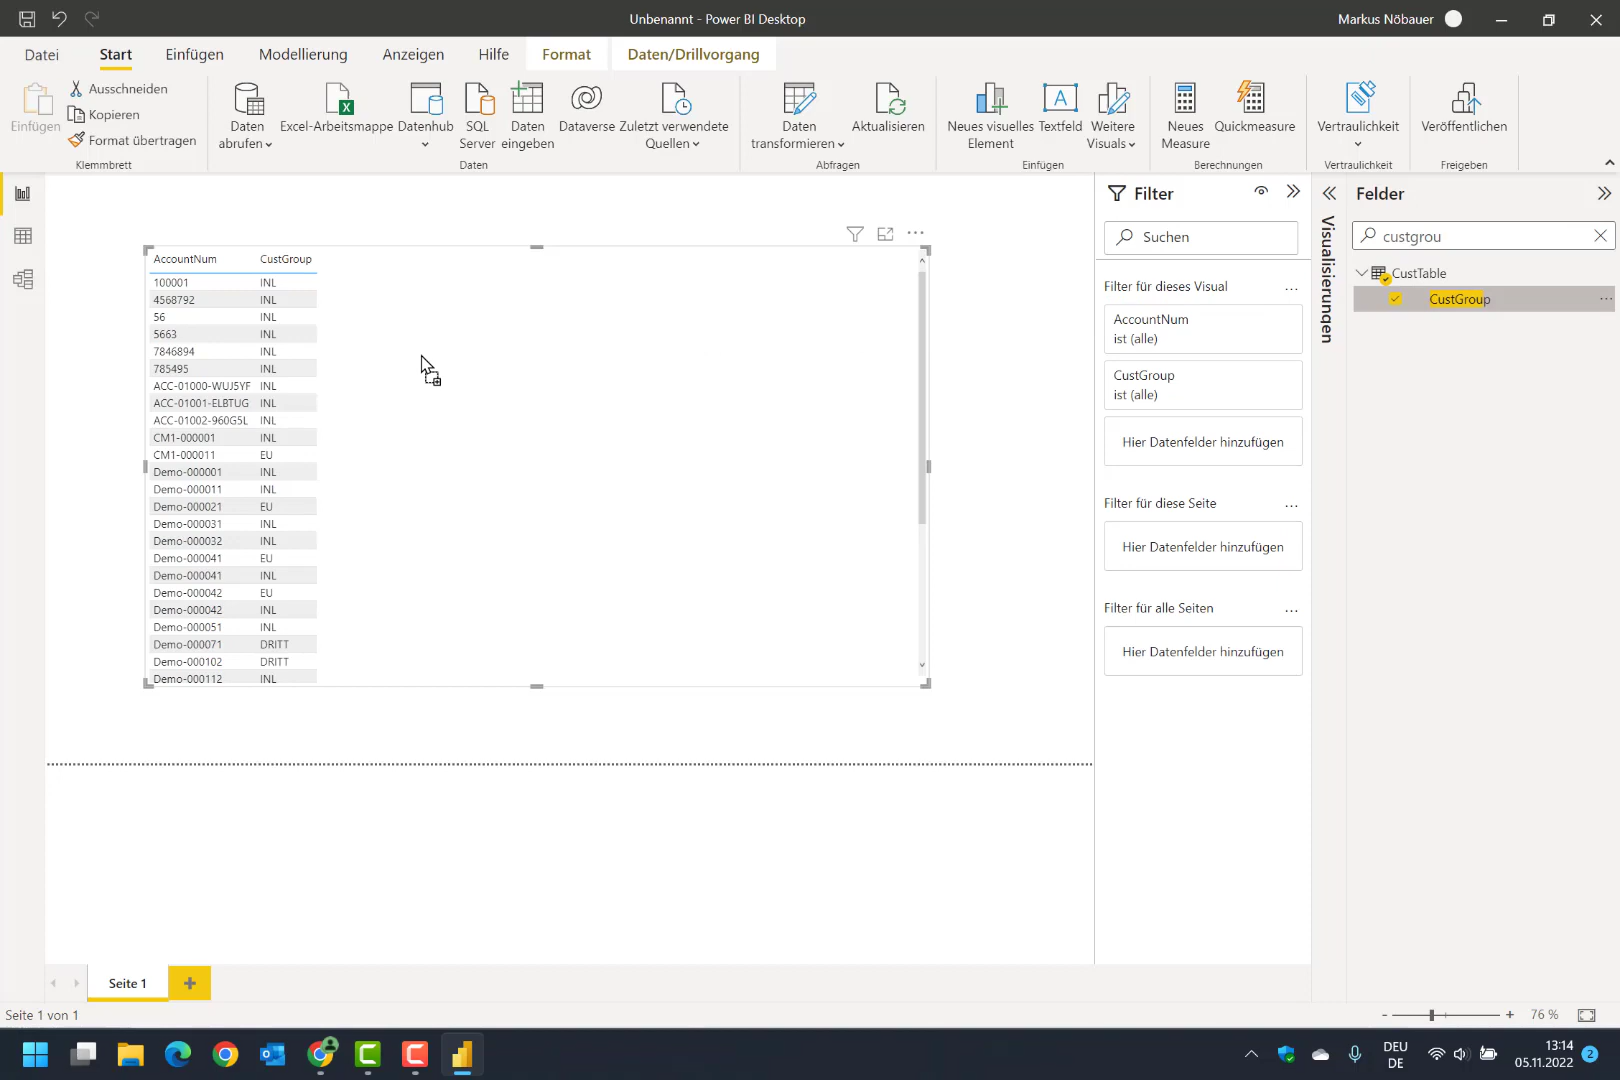 Unbenannt - Power BI Desktop
Markus Nöbauer
Datei
Start
Einfügen
Modellierung
Anzeigen
Hilfe
Format
Daten/Drillvorgang
Einfügen
Ausschneiden
Kopieren
Format übertragen
Klemmbrett
Daten
abrufen
Excel-Arbeitsmappe
Datenhub
SQL
Server
Daten
eingeben
Dataverse
Zuletzt verwendete
Quellen
Daten
Daten
transformieren
Aktualisieren
Abfragen
Neues visuelles
Element
Textfeld
Weitere
Visuals
Einfügen
Neues
Measure
Quickmeasure
Berechnungen
Vertraulichkeit
Vertraulichkeit
Veröffentlichen
Freigeben
AccountNum CustGroup
100001 INL
4568792 INL
56 INL
5663 INL
7846894 INL
785495 INL
ACC-01000-WUJ5YF INL
ACC-01001-ELBTUG INL
ACC-01002-960G5L INL
CM1-000001 INL
CM1-000011 EU
Demo-000001 INL
Demo-000011 INL
Demo-000021 EU
Demo-000031 INL
Demo-000032 INL
Demo-000041 EU
Demo-000041 INL
Demo-000042 EU
Demo-000042 INL
Demo-000051 INL
Demo-000071 DRITT
Demo-000102 DRITT
Demo-000112 INL
Filter
Suchen
Filter für dieses Visual
AccountNum
ist (alle)
CustGroup
ist (alle)
Hier Datenfelder hinzufügen
Filter für diese Seite
Hier Datenfelder hinzufügen
Filter für alle Seiten
Hier Datenfelder hinzufügen
Visualisierungen
Felder
custgrou
CustTable
CustGroup
Seite 1
Seite 1 von 1
76 %
DEU
DE
13:14
05.11.2022
2